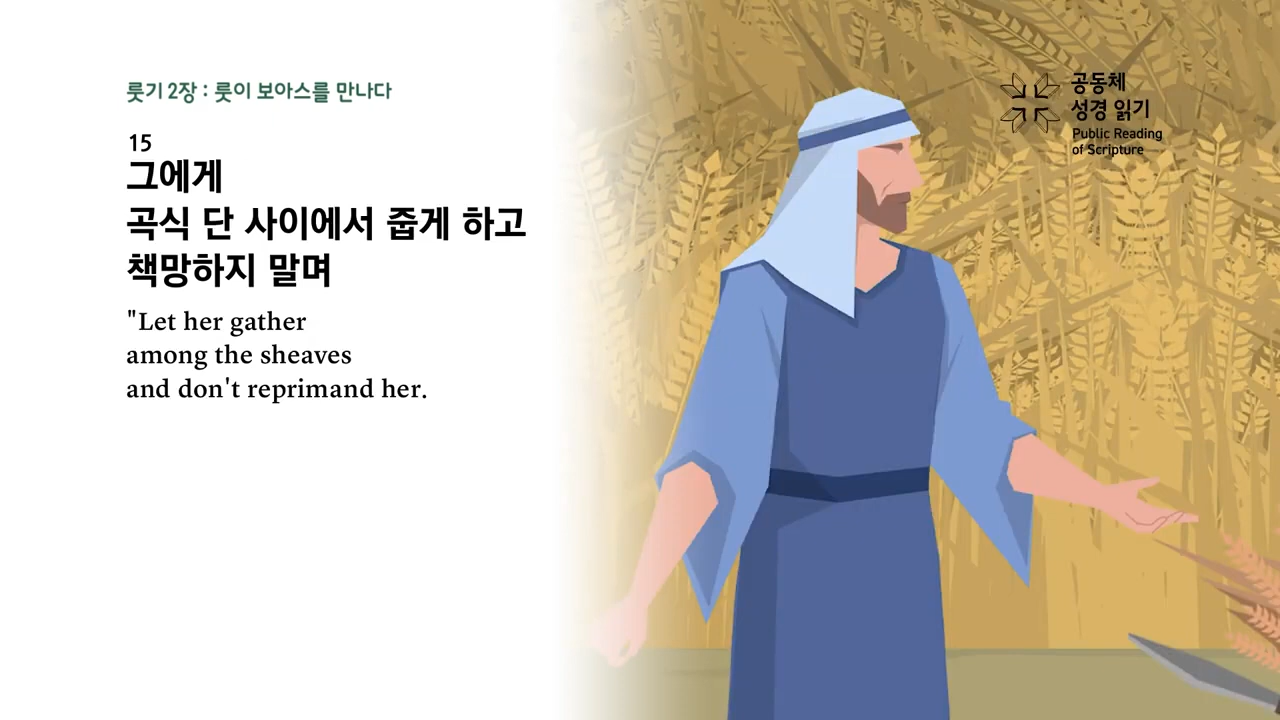 룻기 2장 : 룻이 보아스를 만나다
15
그에게
곡식 단 사이에서 줍게 하고
책망하지 말며
"Let her gather
among the sheaves
and don't reprimand her.
공동체
성경 읽기
Public Reading
of Scripture